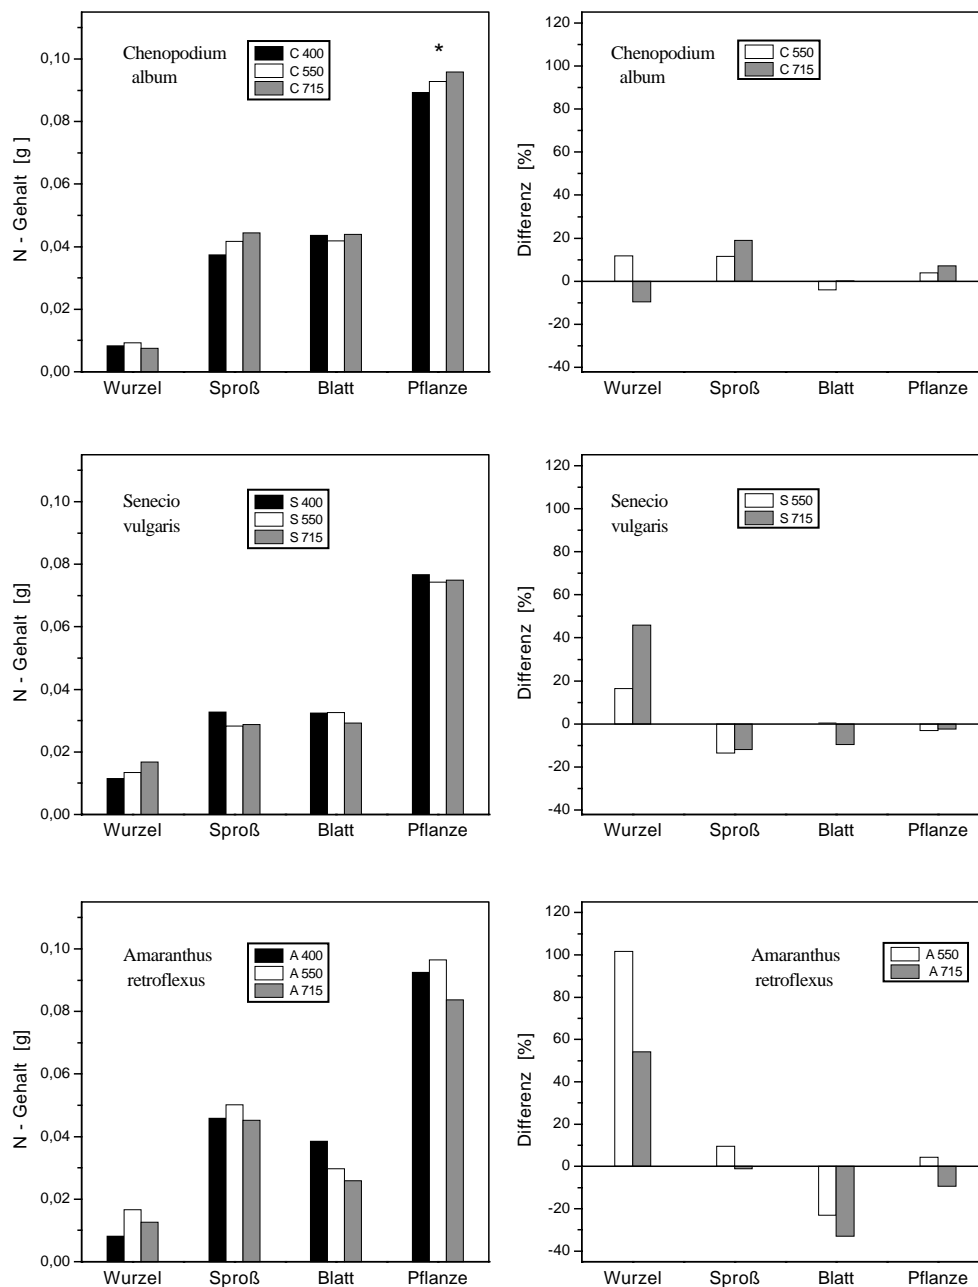 N - Gehalt [g]
0,10
0,08
0,06
0,04
0,02
0,00
Chenopodium
album
C 400
C 550
C 715
*
Wurzel Sproß Blatt Pflanze
Differenz [%]
120
100
80
60
40
20
0
-20
-40
Chenopodium
album
C 550
C 715
Wurzel Sproß Blatt Pflanze
N - Gehalt [g]
0,10
0,08
0,06
0,04
0,02
0,00
Senecio
vulgaris
S 400
S 550
S 715
Wurzel Sproß Blatt Pflanze
Differenz [%]
120
100
80
60
40
20
0
-20
-40
Senecio
vulgaris
S 550
S 715
Wurzel Sproß Blatt Pflanze
N - Gehalt [g]
0,10
0,08
0,06
0,04
0,02
0,00
Amaranthus
retroflexus
A 400
A 550
A 715
Wurzel Sproß Blatt Pflanze
Differenz [%]
120
100
80
60
40
20
0
-20
-40
Amaranthus
retroflexus
A 550
A 715
Wurzel Sproß Blatt Pflanze